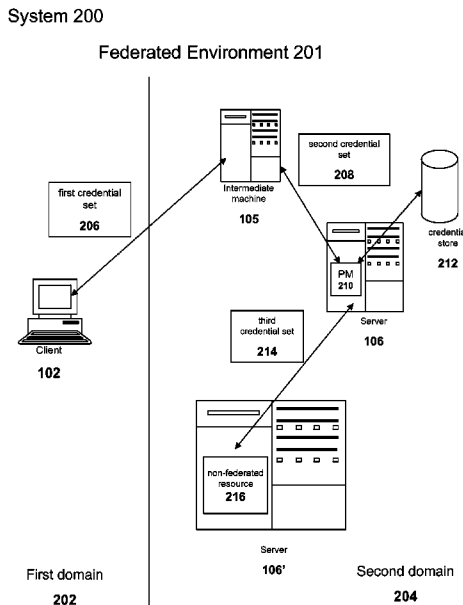 System 200
Federated Environment 201
first credential
set
206
second credential
set
208
Intermediate
machine
105
credentia
store
212
PM
210
Server
106
third
credential set
214
Client
102
non-federated
resource
216
Server
106'
First domain
202
Second domain
204